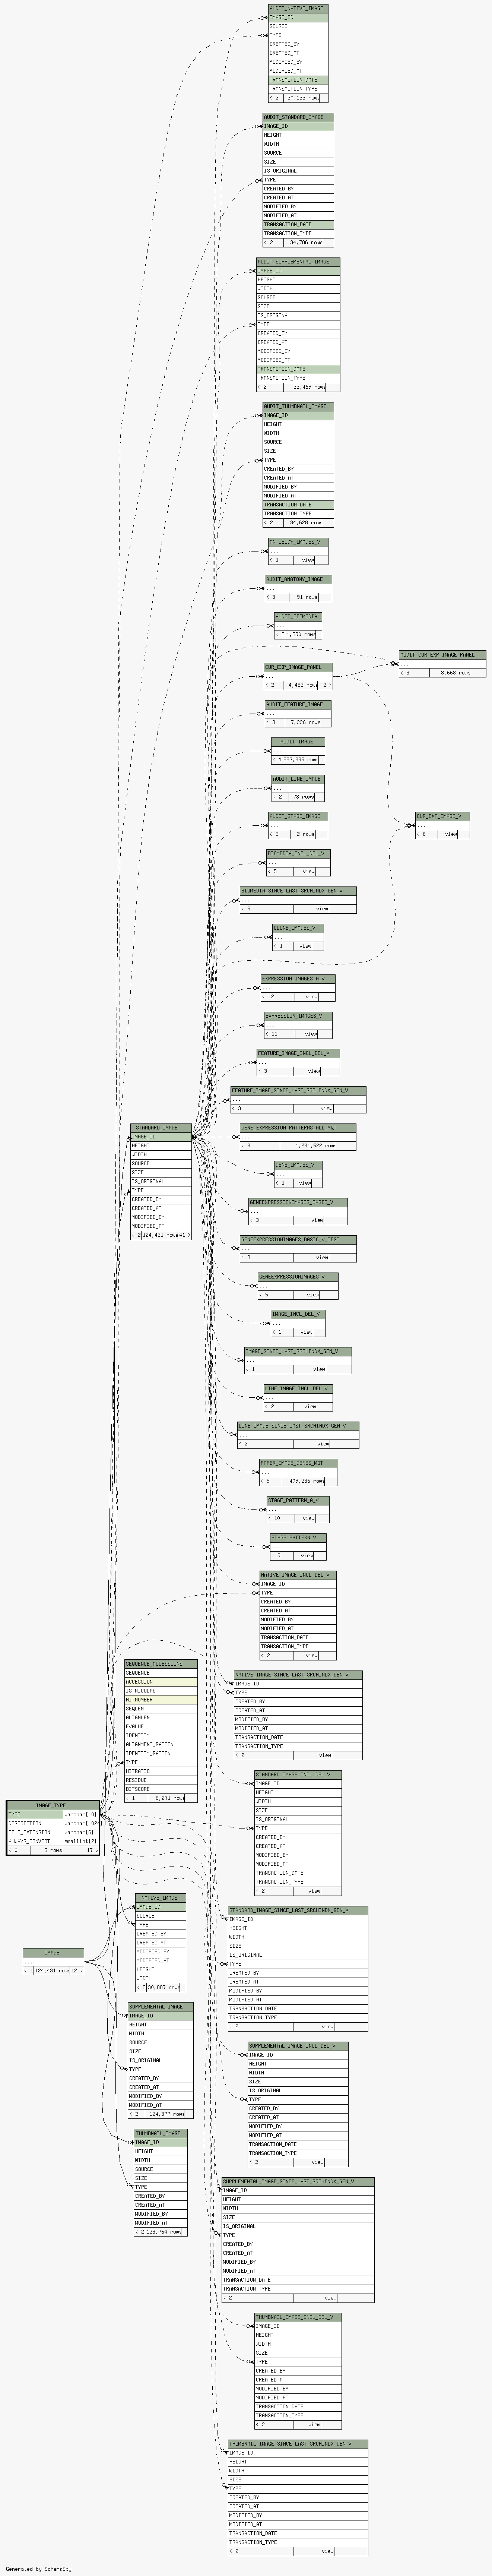 AUDIT_NATIVE_IMAGE
IMAGE_ID
SOURCE
TYPE
CREATED_BY
CREATED_AT
MODIFIED_BY
MODIFIED_AT
TRANSACTION_DATE
TRANSACTION_TYPE
< 2 30,133 rows
AUDIT_STANDARD_IMAGE
IMAGE_ID
HEIGHT
WIDTH
SOURCE
SIZE
IS_ORIGINAL
TYPE
CREATED_BY
CREATED_AT
MODIFIED_BY
MODIFIED_AT
TRANSACTION_DATE
TRANSACTION_TYPE
< 2 34,786 rows
AUDIT_SUPPLEMENTAL_IMAGE
IMAGE_ID
HEIGHT
WIDTH
SOURCE
SIZE
IS_ORIGINAL
TYPE
CREATED_BY
CREATED_AT
MODIFIED_BY
MODIFIED_AT
TRANSACTION_DATE
TRANSACTION_TYPE
< 2 33,469 rows
AUDIT_THUMBNAIL_IMAGE
IMAGE_ID
HEIGHT
WIDTH
SOURCE
SIZE
TYPE
CREATED_BY
CREATED_AT
MODIFIED_BY
MODIFIED_AT
TRANSACTION_DATE
TRANSACTION_TYPE
< 2 34,628 rows
ANTIBODY_IMAGES_V
...
< 1 view
AUDIT_ANATOMY_IMAGE
...
< 3 91 rows
AUDIT_BIOMEDIA
...
< 5 1,590 rows
AUDIT_CUR_EXP_IMAGE_PANEL
...
< 3 3,668 rows
CUR_EXP_IMAGE_PANEL
...
< 2 4,453 rows 2 >
AUDIT_FEATURE_IMAGE
...
< 3 7,226 rows
AUDIT_IMAGE
...
< 1 587,895 rows
AUDIT_LINE_IMAGE
...
< 2 78 rows
AUDIT_STAGE_IMAGE
...
< 3 2 rows
CUR_EXP_IMAGE_V
...
< 6 view
BIOMEDIA_INCL_DEL_V
...
< 5 view
BIOMEDIA_SINCE_LAST_SRCHINDX_GEN_V
...
< 5 view
CLONE_IMAGES_V
...
< 1 view
EXPRESSION_IMAGES_A_V
...
< 12 view
EXPRESSION_IMAGES_V
...
< 11 view
FEATURE_IMAGE_INCL_DEL_V
...
< 3 view
FEATURE_IMAGE_SINCE_LAST_SRCHINDX_GEN_V
...
< 3 view
STANDARD_IMAGE
IMAGE_ID
HEIGHT
WIDTH
SOURCE
SIZE
IS_ORIGINAL
TYPE
CREATED_BY
CREATED_AT
MODIFIED_BY
MODIFIED_AT
< 2 124,431 rows 41 >
GENE_EXPRESSION_PATTERNS_ALL_MQT
...
< 8 1,231,522 row
GENE_IMAGES_V
...
< 1 view
GENEEXPRESSIONIMAGES_BASIC_V
...
< 3 view
GENEEXPRESSIONIMAGES_BASIC_V_TEST
...
< 3 view
GENEEXPRESSIONIMAGES_V
...
< 5 view
IMAGE_INCL_DEL_V
...
< 1 view
IMAGE_SINCE_LAST_SRCHINDX_GEN_V
...
< 1 view
LINE_IMAGE_INCL_DEL_V
...
< 2 view
LINE_IMAGE_SINCE_LAST_SRCHINDX_GEN_V
...
< 2 view
PAPER_IMAGE_GENES_MQT
...
< 9 409,236 rows
STAGE_PATTERN_A_V
...
< 10 view
STAGE_PATTERN_V
...
< 9 view
NATIVE_IMAGE_INCL_DEL_V
IMAGE_ID
TYPE
CREATED_BY
CREATED_AT
MODIFIED_BY
MODIFIED_AT
TRANSACTION_DATE
TRANSACTION_TYPE
< 2 view
SEQUENCE_ACCESSIONS
SEQUENCE
ACCESSION
IS_NICOLAS
HITNUMBER
SEQLEN
ALIGNLEN
EVALUE
IDENTITY
ALIGNMENT_RATION
IDENTITY_RATION
TYPE
HITRATIO
RESIDUE
BITSCORE
< 1 8,271 rows
NATIVE_IMAGE_SINCE_LAST_SRCHINDX_GEN_V
IMAGE_ID
TYPE
CREATED_BY
CREATED_AT
MODIFIED_BY
MODIFIED_AT
TRANSACTION_DATE
TRANSACTION_TYPE
< 2 view
STANDARD_IMAGE_INCL_DEL_V
IMAGE_ID
HEIGHT
WIDTH
SIZE
IS_ORIGINAL
TYPE
CREATED_BY
CREATED_AT
MODIFIED_BY
MODIFIED_AT
TRANSACTION_DATE
TRANSACTION_TYPE
< 2 view
IMAGE_TYPE
TYPE varchar[10]
DESCRIPTION varchar[1024]
FILE_EXTENSION varchar[6]
ALWAYS_CONVERT smallint[2]
< 0 5 rows 17 >
NATIVE_IMAGE
IMAGE_ID
SOURCE
TYPE
CREATED_BY
CREATED_AT
MODIFIED_BY
MODIFIED_AT
HEIGHT
WIDTH
< 2 30,887 rows
STANDARD_IMAGE_SINCE_LAST_SRCHINDX_GEN_V
IMAGE_ID
HEIGHT
WIDTH
SIZE
IS_ORIGINAL
TYPE
CREATED_BY
CREATED_AT
MODIFIED_BY
MODIFIED_AT
TRANSACTION_DATE
TRANSACTION_TYPE
< 2 view
IMAGE
...
< 1 124,431 rows 12 >
SUPPLEMENTAL_IMAGE
IMAGE_ID
HEIGHT
WIDTH
SOURCE
SIZE
IS_ORIGINAL
TYPE
CREATED_BY
CREATED_AT
MODIFIED_BY
MODIFIED_AT
< 2 124,377 rows
SUPPLEMENTAL_IMAGE_INCL_DEL_V
IMAGE_ID
HEIGHT
WIDTH
SIZE
IS_ORIGINAL
TYPE
CREATED_BY
CREATED_AT
MODIFIED_BY
MODIFIED_AT
TRANSACTION_DATE
TRANSACTION_TYPE
< 2 view
THUMBNAIL_IMAGE
IMAGE_ID
HEIGHT
WIDTH
SOURCE
SIZE
TYPE
CREATED_BY
CREATED_AT
MODIFIED_BY
MODIFIED_AT
< 2 123,764 rows
SUPPLEMENTAL_IMAGE_SINCE_LAST_SRCHINDX_GEN_V
IMAGE_ID
HEIGHT
WIDTH
SIZE
IS_ORIGINAL
TYPE
CREATED_BY
CREATED_AT
MODIFIED_BY
MODIFIED_AT
TRANSACTION_DATE
TRANSACTION_TYPE
< 2 view
THUMBNAIL_IMAGE_INCL_DEL_V
IMAGE_ID
HEIGHT
WIDTH
SIZE
TYPE
CREATED_BY
CREATED_AT
MODIFIED_BY
MODIFIED_AT
TRANSACTION_DATE
TRANSACTION_TYPE
< 2 view
THUMBNAIL_IMAGE_SINCE_LAST_SRCHINDX_GEN_V
IMAGE_ID
HEIGHT
WIDTH
SIZE
TYPE
CREATED_BY
CREATED_AT
MODIFIED_BY
MODIFIED_AT
TRANSACTION_DATE
TRANSACTION_TYPE
< 2 view
Generated by SchemaSpy